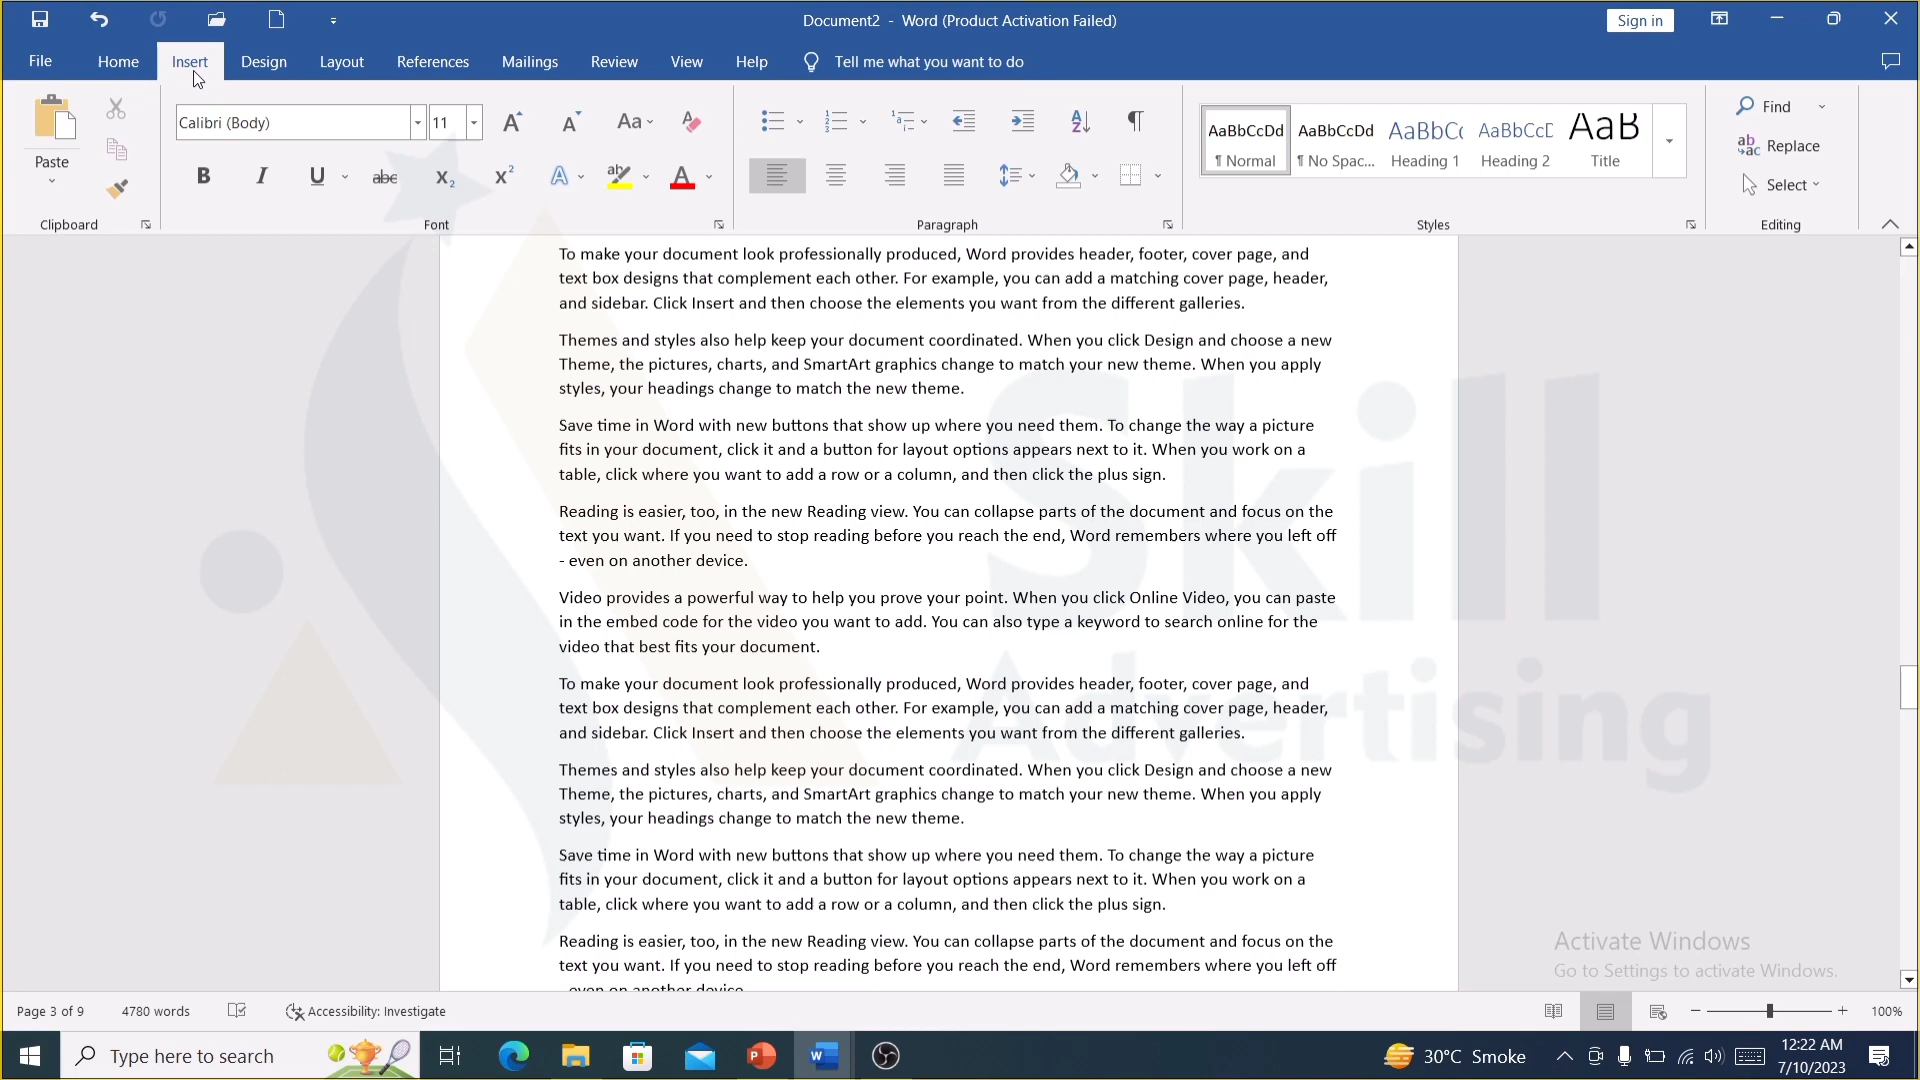 Document2 - Word (Product Activation Failed)
Sign in
File Home Insert Design Layout References Mailings Review View Help Tell me what you want to do
Calibri (Body) 11 Aa
AaBbCcDd AaBbCcDd AaBbC AaBbCcD AaB
Paste
¶ Normal ¶ No Spac... Heading 1 Heading 2 Title
Find
Replace
Select
Clipboard Font Paragraph Styles Editing
To make your document look professionally produced, Word provides header, footer, cover page, and
text box designs that complement each other. For example, you can add a matching cover page, header,
and sidebar. Click Insert and then choose the elements you want from the different galleries.
Themes and styles also help keep your document coordinated. When you click Design and choose a new
Theme, the pictures, charts, and SmartArt graphics change to match your new theme. When you apply
styles, your headings change to match the new theme.
Save time in Word with new buttons that show up where you need them. To change the way a picture
fits in your document, click it and a button for layout options appears next to it. When you work on a
table, click where you want to add a row or a column, and then click the plus sign.
Reading is easier, too, in the new Reading view. You can collapse parts of the document and focus on the
text you want. If you need to stop reading before you reach the end, Word remembers where you left off
- even on another device.
Video provides a powerful way to help you prove your point. When you click Online Video, you can paste
in the embed code for the video you want to add. You can also type a keyword to search online for the
video that best fits your document.
To make your document look professionally produced, Word provides header, footer, cover page, and
text box designs that complement each other. For example, you can add a matching cover page, header,
and sidebar. Click Insert and then choose the elements you want from the different galleries.
Themes and styles also help keep your document coordinated. When you click Design and choose a new
Theme, the pictures, charts, and SmartArt graphics change to match your new theme. When you apply
styles, your headings change to match the new theme.
Save time in Word with new buttons that show up where you need them. To change the way a picture
fits in your document, click it and a button for layout options appears next to it. When you work on a
table, click where you want to add a row or a column, and then click the plus sign.
Reading is easier, too, in the new Reading view. You can collapse parts of the document and focus on the
text you want. If you need to stop reading before you reach the end, Word remembers where you left off
- even on another device.
Skill
Advertising
Activate Windows
Go to Settings to activate Windows.
Page 3 of 9 4780 words Accessibility: Investigate 100%
Type here to search
30°C Smoke
12:22 AM
7/10/2023